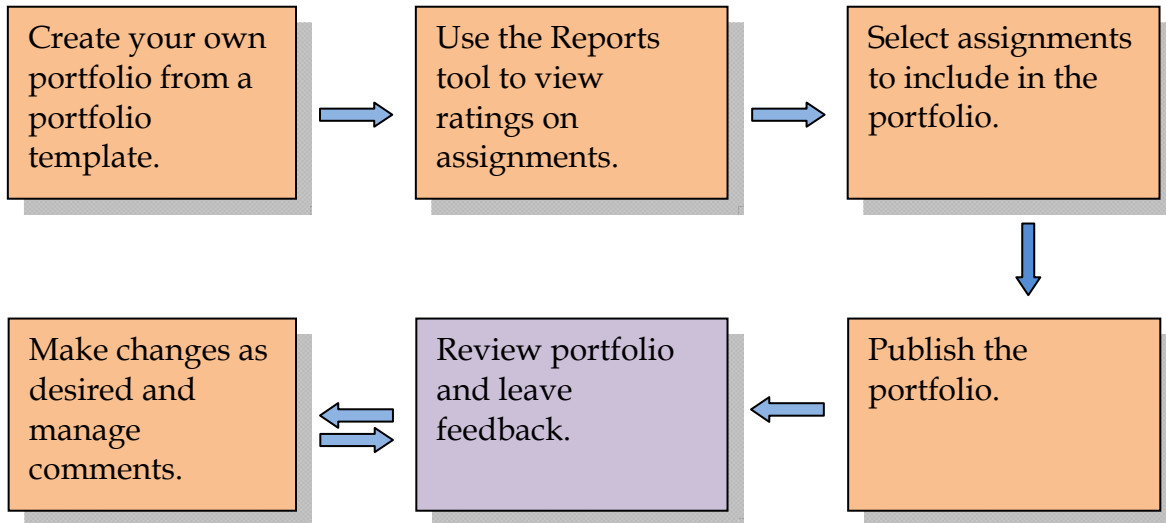 Create your own
portfolio from a
portfolio
template.
Use the Reports
tool to view
ratings on
assignments.
Select assignments
to include in the
portfolio.
Make changes as
desired and
manage
comments.
Review portfolio
and leave
feedback.
Publish the
portfolio.